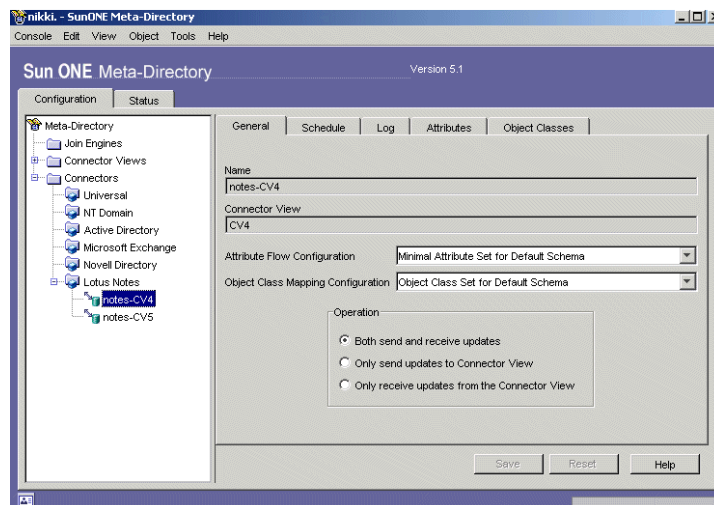 nikki. - SunONE Meta-Directory
Console Edit View Object Tools Help
Sun ONE Meta-Directory
Version 5.1
Configuration Status
Meta-Directory
Join Engines
Connector Views
Connectors
Universal
NT Domain
Active Directory
Microsoft Exchange
Novell Directory
Lotus Notes
notes-CV4
notes-CV5
General Schedule Log Attributes Object Classes
Name
notes-CV4
Connector View
CV4
Attribute Flow Configuration Minimal Attribute Set for Default Schema
Object Class Mapping Configuration Object Class Set for Default Schema
Operation
Both send and receive updates
Only send updates to Connector View
Only receive updates from the Connector View
Save Reset Help